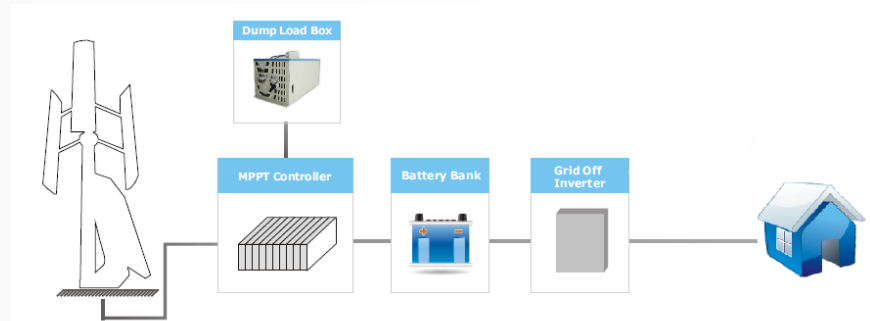 Dump Load Box
MPPT Controller
Battery Bank
Grid Off
Inverter